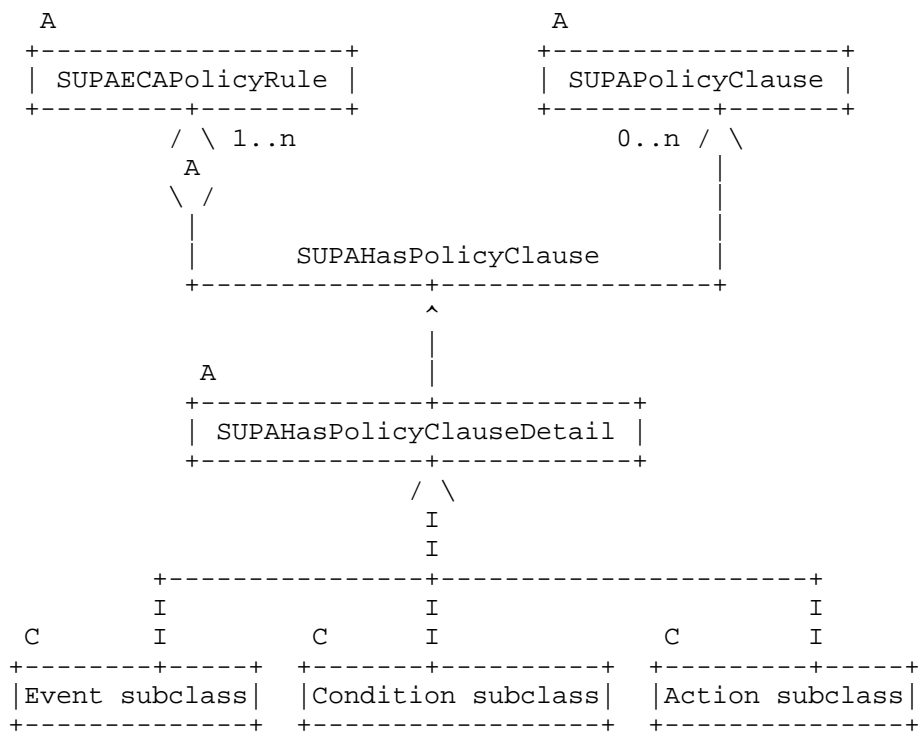 A A
SUPAECAPolicyRule SUPAPolicyClause
1..n 0..n
A
SUPAHasPolicyClause
A
SUPAHasPolicyClauseDetail
I
I
I I I
C I C I C I
Event subclass Condition subclass Action subclass